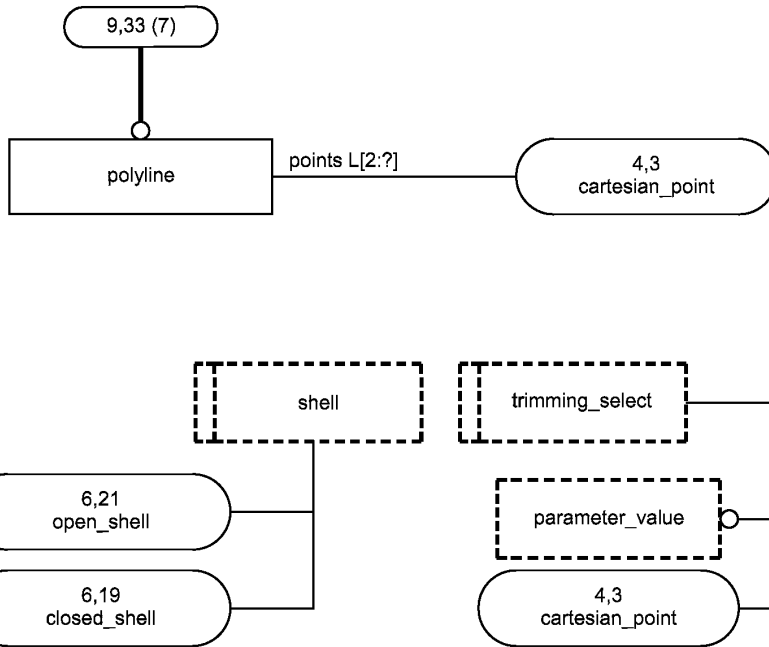 9,33 (7)
polyline
points L[2:?]
4,3
cartesian_point
shell
trimming_select
6,21
open_shell
parameter_value
6,19
closed_shell
4,3
cartesian_point